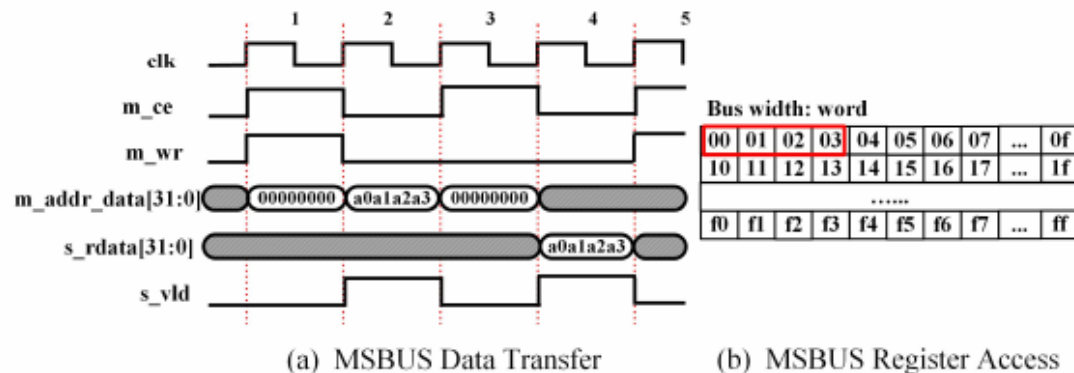 1 2 3 4 5
clk
m_ce
m_wr
m_addr_data[31:0] 00000000 a0a1a2a3 00000000
s_rdata[31:0] a0a1a2a3
s_vld
(a) MSBUS Data Transfer
Bus width: word
00 01 02 03 04 05 06 07 ... 0f
10 11 12 13 14 15 16 17 ... 1f
......
f0 f1 f2 f3 f4 f5 f6 f7 ... ff
(b) MSBUS Register Access